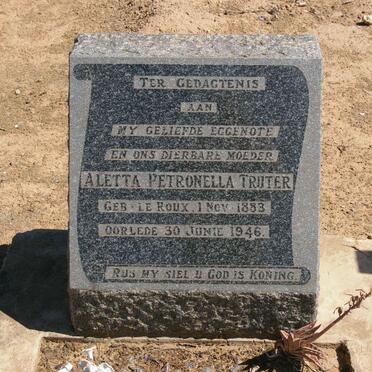 TER GEDAGTENIS
AAN
MY GELIEFDE EGGENOTE
EN ONS DIERBARE MOEDER
ALETTA PETRONELLA TRUTER
GEB. LE ROUX. 1 NOV. 1883
OORLEDE 30 JUNIE 1946.
RUS MY SIEL U GOD IS KONING